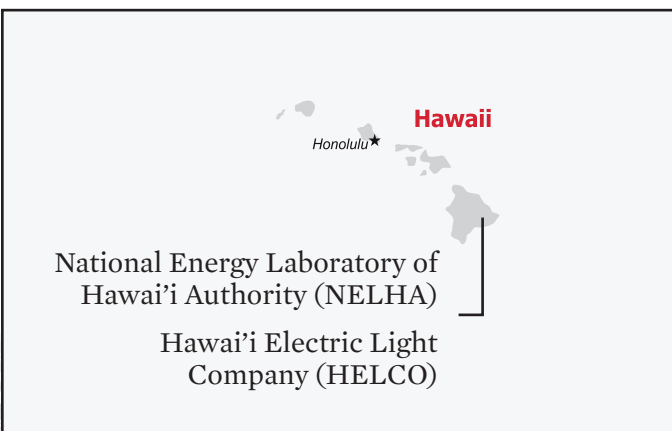 Hawaii
Honolulu
National Energy Laboratory of
Hawai’i Authority (NELHA)
Hawai’i Electric Light
Company (HELCO)